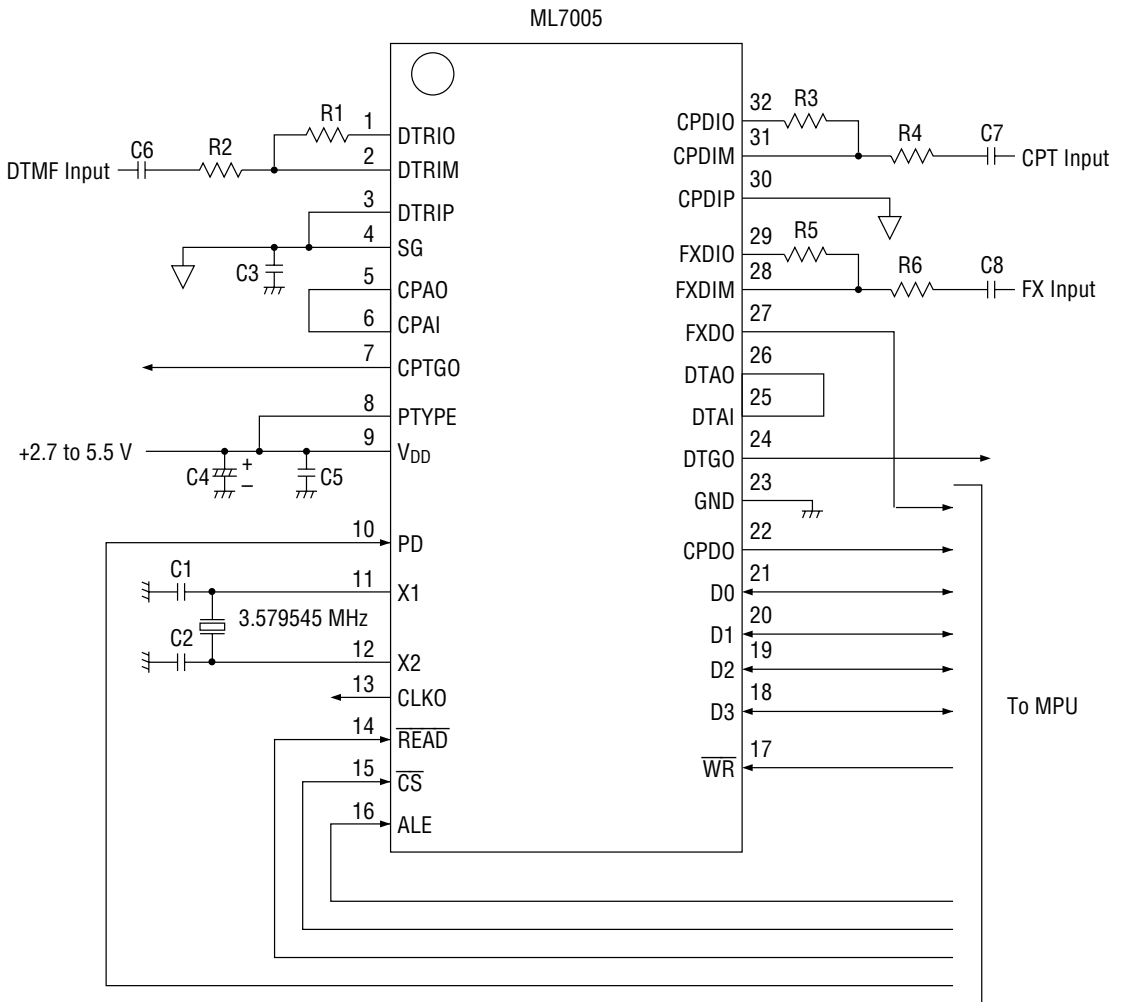 ML7005
DTMF Input
C6
R2
R1
1 DTRIO
2 DTRIM
3 DTRIP
4 SG
C3
5 CPAO
6 CPAI
7 CPTGO
8 PTYPE
+2.7 to 5.5 V
9 VDD
C4 + –
C5
10 PD
C1
11 X1
3.579545 MHz
C2
12 X2
13 CLKO
14 READ
15 CS
16 ALE
CPDIO 32 R3
CPDIM 31 R4 C7 CPT Input
CPDIP 30
FXDIO 29 R5
FXDIM 28 R6 C8 FX Input
FXDO 27
DTAO 26
DTAI 25
DTGO 24
GND 23
CPDO 22
D0 21
D1 20
D2 19
D3 18
WR 17
To MPU